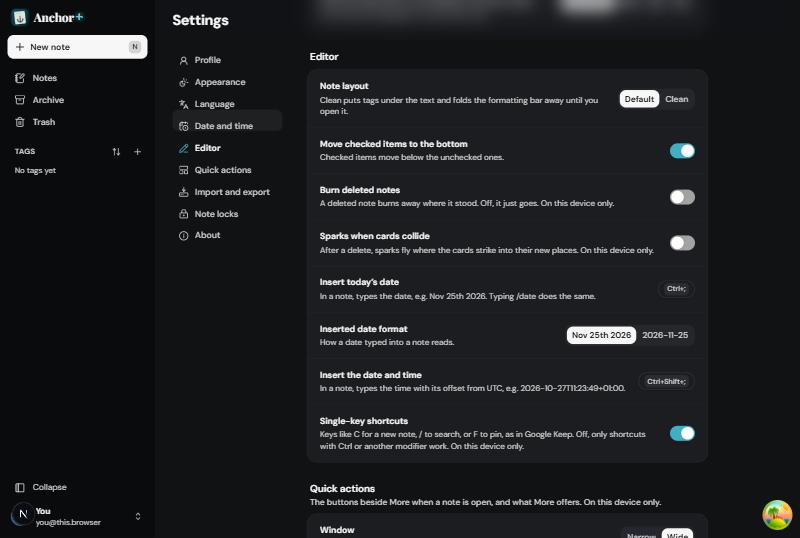 Anchor+
New note
N
Notes
Archive
Trash
TAGS
No tags yet
Collapse
N
You
you@this.browser
Settings
Profile
Appearance
Language
Date and time
Editor
Quick actions
Import and export
Note locks
About
Editor
Note layout
Clean puts tags under the text and folds the formatting bar away until you
open it.
Default
Clean
Move checked items to the bottom
Checked items move below the unchecked ones.
Burn deleted notes
A deleted note burns away where it stood. Off, it just goes. On this device only.
Sparks when cards collide
After a delete, sparks fly where the cards strike into their new places. On this device only.
Insert today's date
In a note, types the date, e.g. Nov 25th 2026. Typing /date does the same.
Ctrl+;
Inserted date format
How a date typed into a note reads.
Nov 25th 2026
2026-11-25
Insert the date and time
In a note, types the time with its offset from UTC, e.g. 2026-10-27T11:23:49+01:00.
Ctrl+Shift+;
Single-key shortcuts
Keys like C for a new note, / to search, or F to pin, as in Google Keep. Off, only shortcuts
with Ctrl or another modifier work. On this device only.
Quick actions
The buttons beside More when a note is open, and what More offers. On this device only.
Window
Narrow
Wide